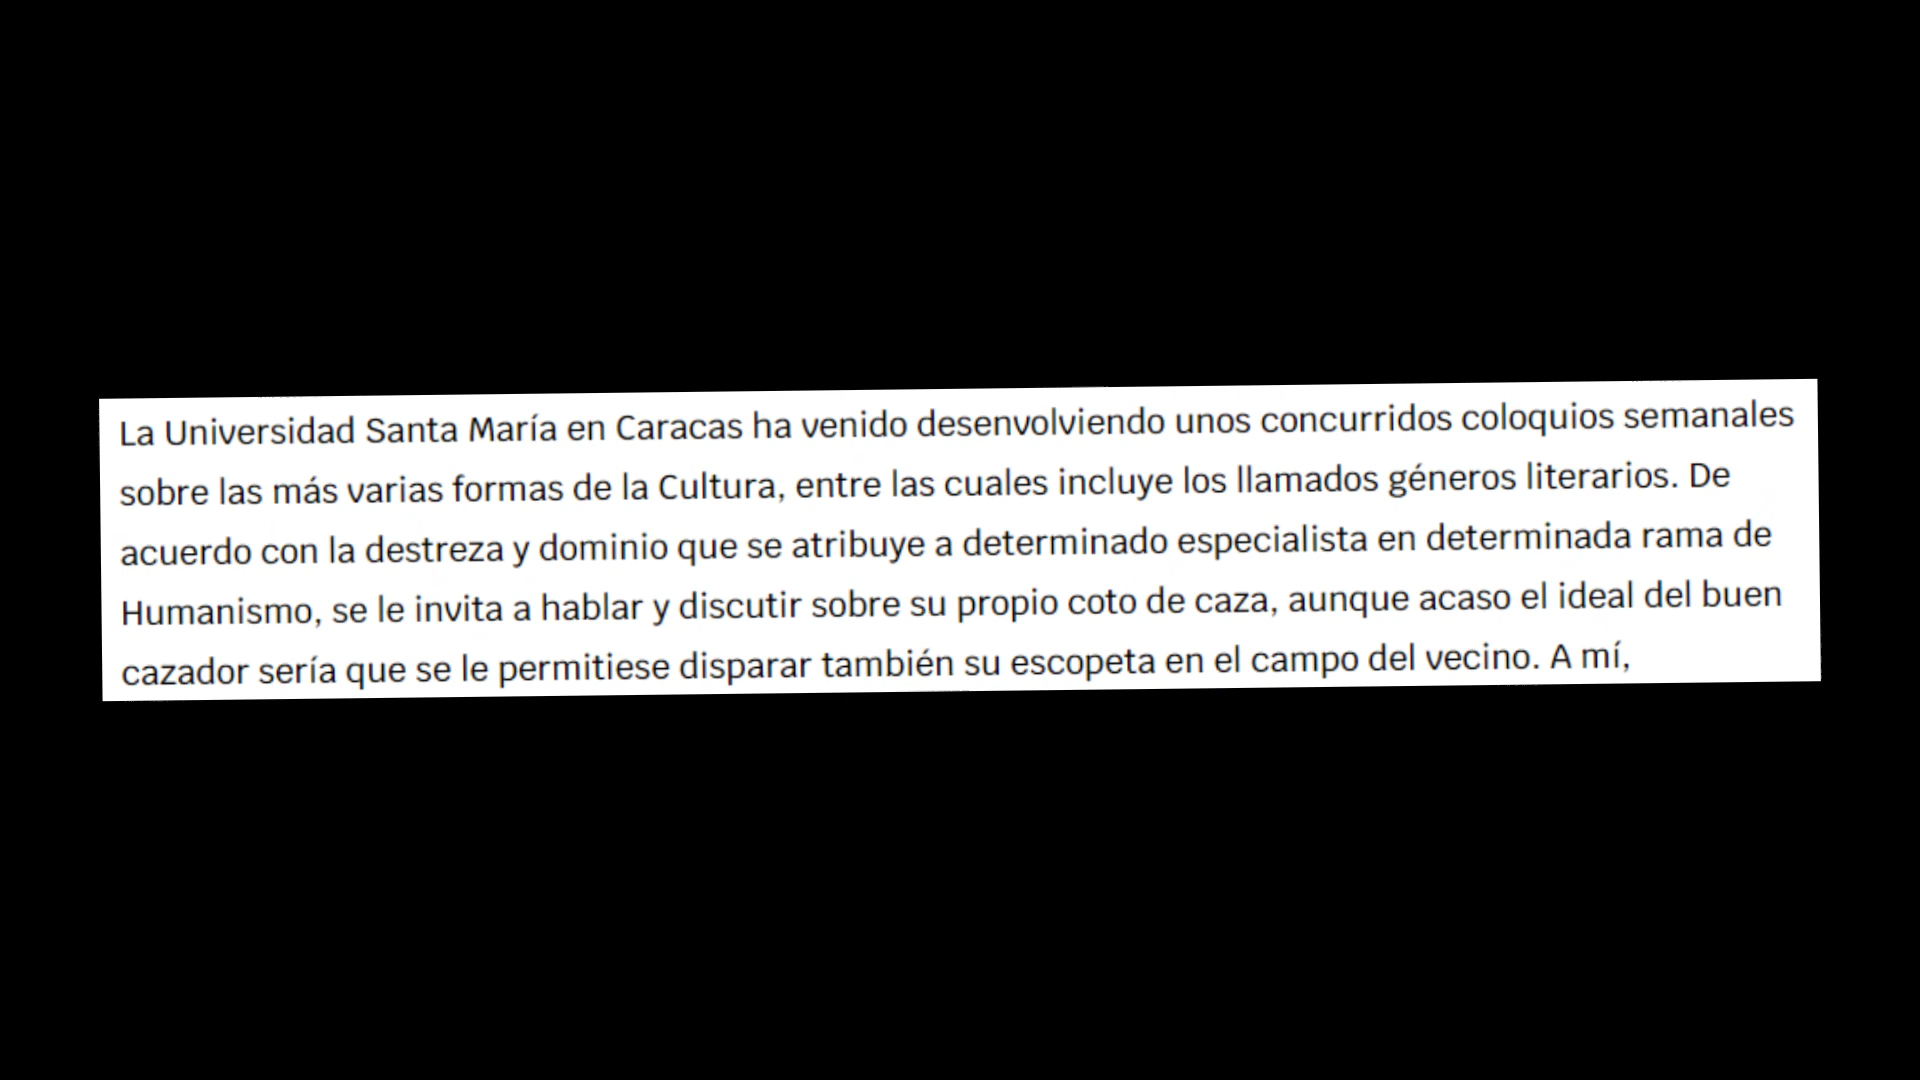 La Universidad Santa María en Caracas ha venido desenvolviendo unos concurridos coloquios semanales
sobre las más varias formas de la Cultura, entre las cuales incluye los llamados géneros literarios. De
acuerdo con la destreza y dominio que se atribuye a determinado especialista en determinada rama de
Humanismo, se le invita a hablar y discutir sobre su propio coto de caza, aunque acaso el ideal del buen
cazador sería que se le permitiese disparar también su escopeta en el campo del vecino. A mí,